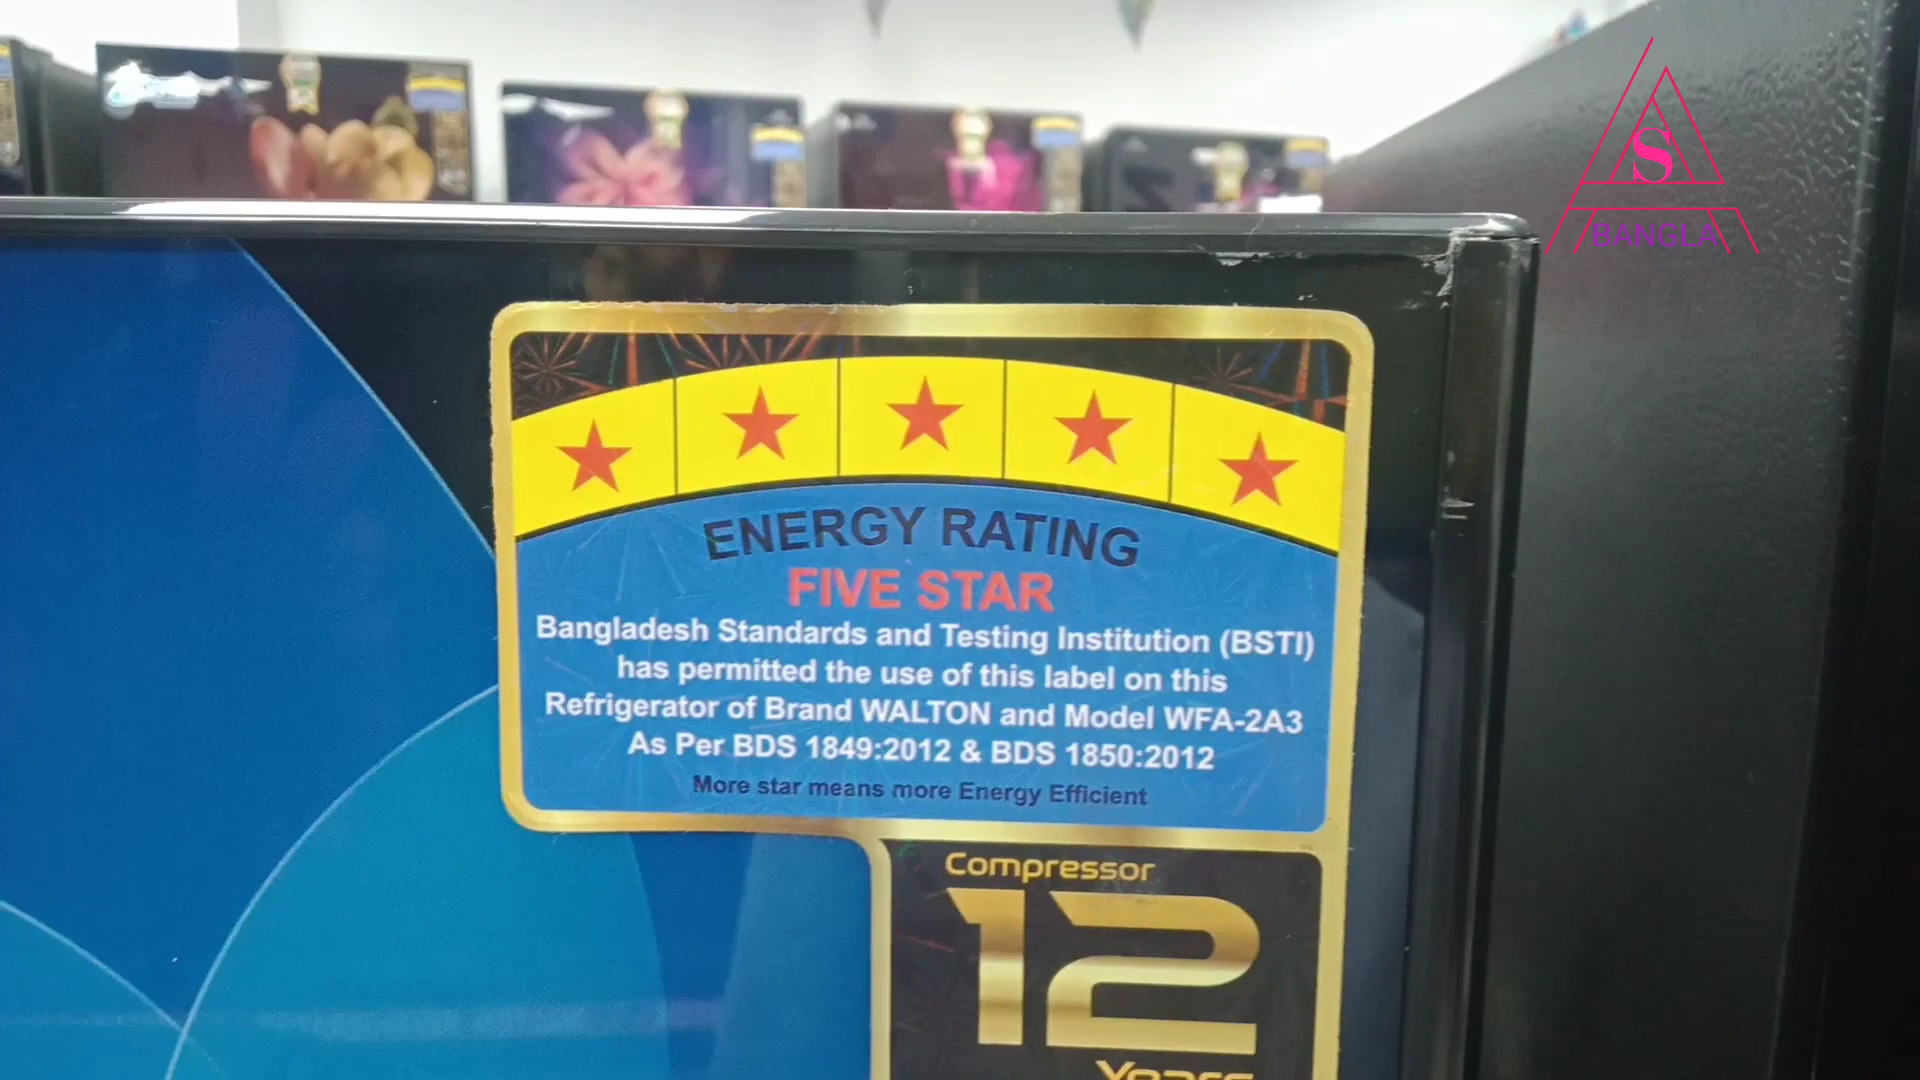 S
BANGLA
ENERGY RATING
FIVE STAR
Bangladesh Standards and Testing Institution (BSTI)
has permitted the use of this label on this
Refrigerator of Brand WALTON and Model WFA-2A3
As Per BDS 1849:2012 & BDS 1850:2012
More star means more Energy Efficient
Compressor
12
Years